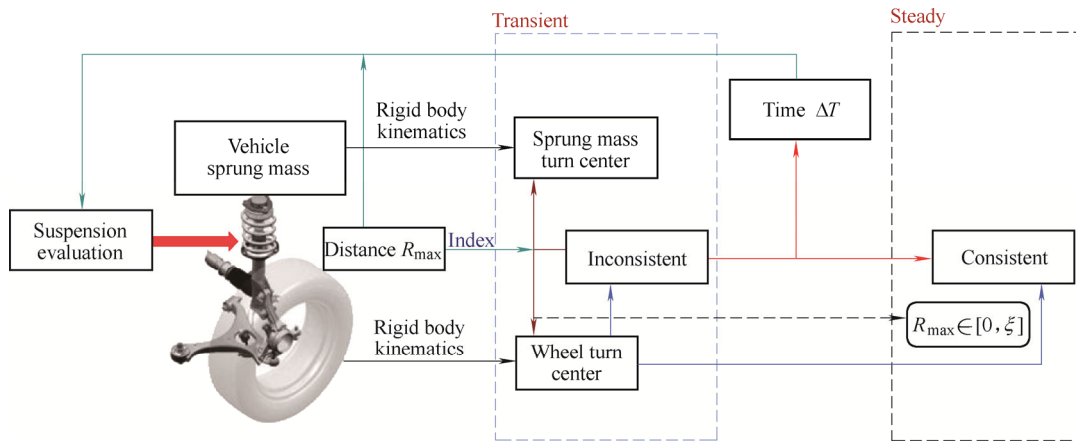 Transient
Steady
Rigid body
kinematics
Time ΔT
Vehicle
sprung mass
Sprung mass
turn center
Suspension
evaluation
Distance Rmax
Index
Inconsistent
Consistent
Rmax∈[0, ξ]
Rigid body
kinematics
Wheel turn
center